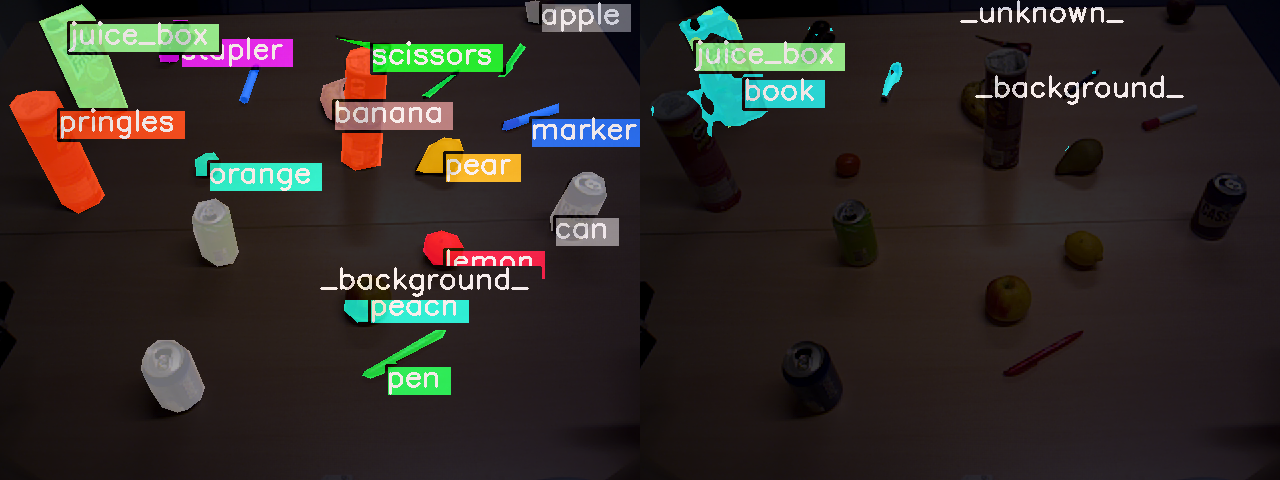 juice_box
stapler
scissors
apple
pringles
banana
marker
orange
pear
can
lemon
_background_
peach
pen
_unknown_
juice_box
book
_background_